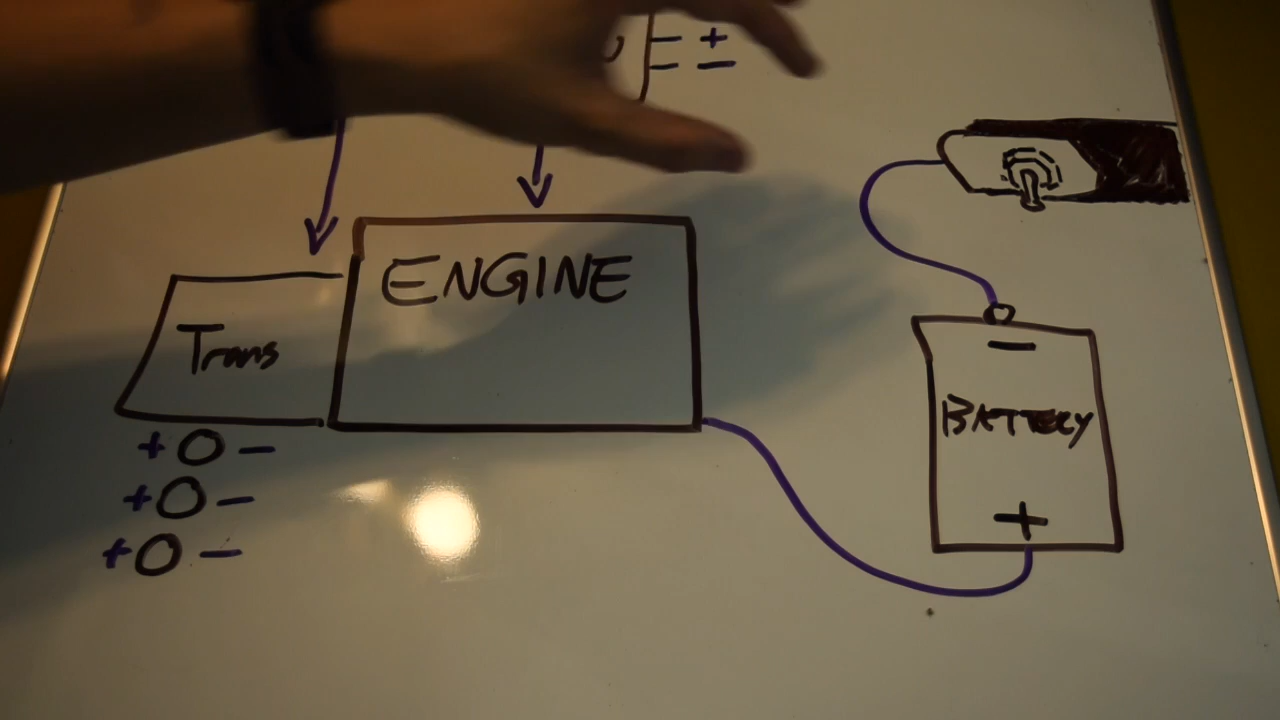 = +
- -
ENGINE
Trans
-
BATTERY
+
+ O -
+ O -
+ O -